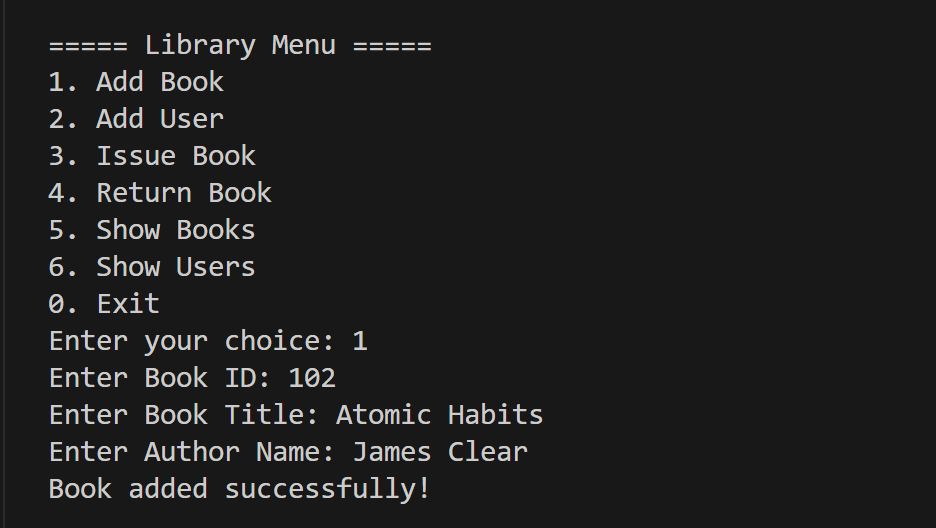 ===== Library Menu =====
1. Add Book
2. Add User
3. Issue Book
4. Return Book
5. Show Books
6. Show Users
0. Exit
Enter your choice: 1
Enter Book ID: 102
Enter Book Title: Atomic Habits
Enter Author Name: James Clear
Book added successfully!